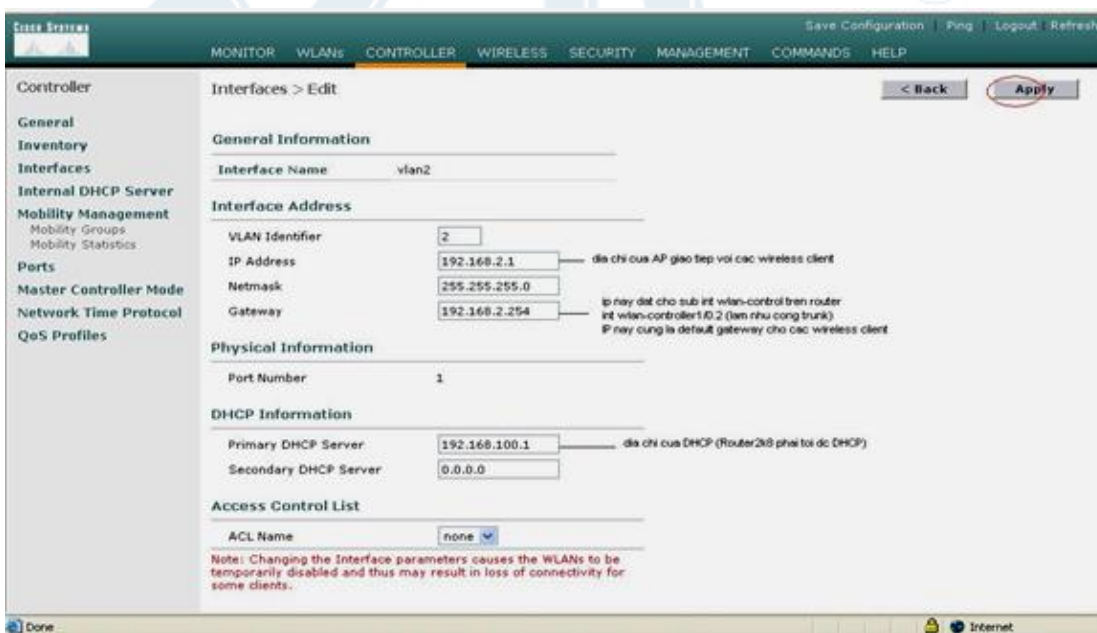 CISCO SYSTEMS
Save Configuration | Ping | Logout Refresh
MONITOR WLANs CONTROLLER WIRELESS SECURITY MANAGEMENT COMMANDS HELP
Controller
General
Inventory
Interfaces
Internal DHCP Server
Mobility Management
Mobility Groups
Mobility Statistics
Ports
Master Controller Mode
Network Time Protocol
QoS Profiles
Interfaces > Edit
< Back Apply
General Information
Interface Name vlan2
Interface Address
VLAN Identifier 2
IP Address 192.168.2.1 dia chi cua AP giao tiep voi cac wireless client
Netmask 255.255.255.0
Gateway 192.168.2.254 ip nay dat cho sub int wlan-control tren router
int wlan-controller1/0.2 (lam nhu cong trunk)
IP nay cung la default gateway cho cac wireless client
Physical Information
Port Number 1
DHCP Information
Primary DHCP Server 192.168.100.1 dia chi cua DHCP (Router2k8 phai toi dc DHCP)
Secondary DHCP Server 0.0.0.0
Access Control List
ACL Name none
Note: Changing the Interface parameters causes the WLANs to be
temporarily disabled and thus may result in loss of connectivity for
some clients.
Done Internet